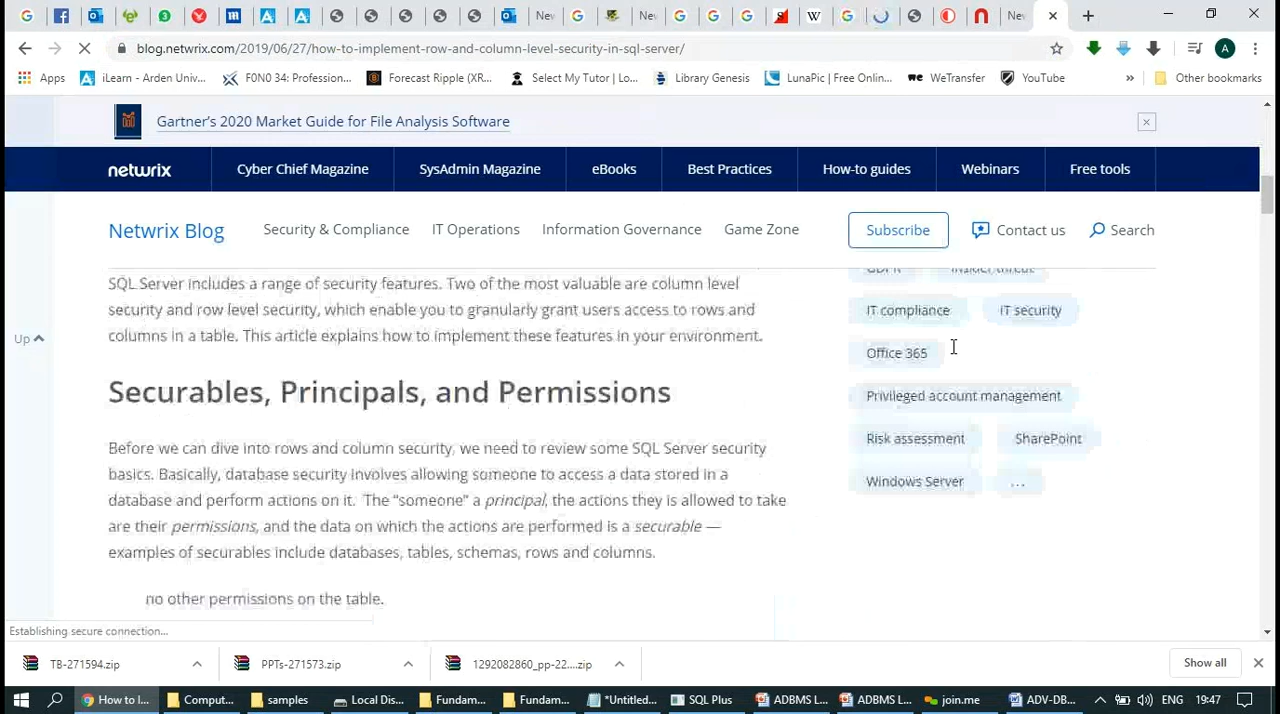 New
New
New
blog.netwrix.com/2019/06/27/how-to-implement-row-and-column-level-security-in-sql-server/
A
Apps
iLearn - Arden Univ...
F0N0 34: Profession...
Forecast Ripple (XR...
Select My Tutor | Lo...
Library Genesis
LunaPic | Free Onlin...
WeTransfer
YouTube
»
Other bookmarks
Gartner's 2020 Market Guide for File Analysis Software
netwrix
Cyber Chief Magazine
SysAdmin Magazine
eBooks
Best Practices
How-to guides
Webinars
Free tools
Netwrix Blog
Security & Compliance
IT Operations
Information Governance
Game Zone
Subscribe
Contact us
Search
SQL Server includes a range of security features. Two of the most valuable are column level
security and row level security, which enable you to granularly grant users access to rows and
columns in a table. This article explains how to implement these features in your environment.
Up
GDPR
Insider threat
IT compliance
IT security
Office 365
Privileged account management
Risk assessment
SharePoint
Windows Server
...
Securables, Principals, and Permissions
Before we can dive into rows and column security, we need to review some SQL Server security
basics. Basically, database security involves allowing someone to access a data stored in a
database and perform actions on it.  The “someone” a principal, the actions they is allowed to take
are their permissions, and the data on which the actions are performed is a securable —
examples of securables include databases, tables, schemas, rows and columns.
no other permissions on the table.
Establishing secure connection...
TB-271594.zip
PPTs-271573.zip
1292082860_pp-22....zip
Show all
How to I...
Comput...
samples
Local Dis...
Fundam...
Fundam...
*Untitled...
SQL Plus
ADBMS L...
ADBMS L...
join.me
ADV-DB...
ENG
19:47